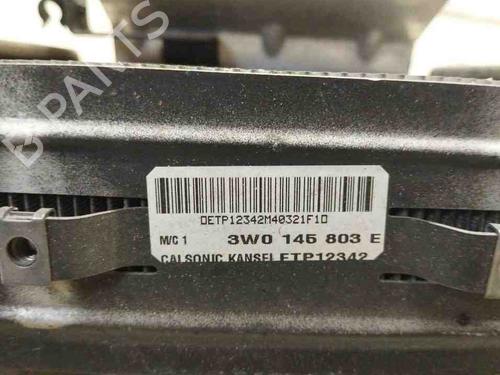 B-PARTS
DETP12342M40321F1D
M/C 1 3W0 145 803 E
CALSONIC KANSEI ETP12342